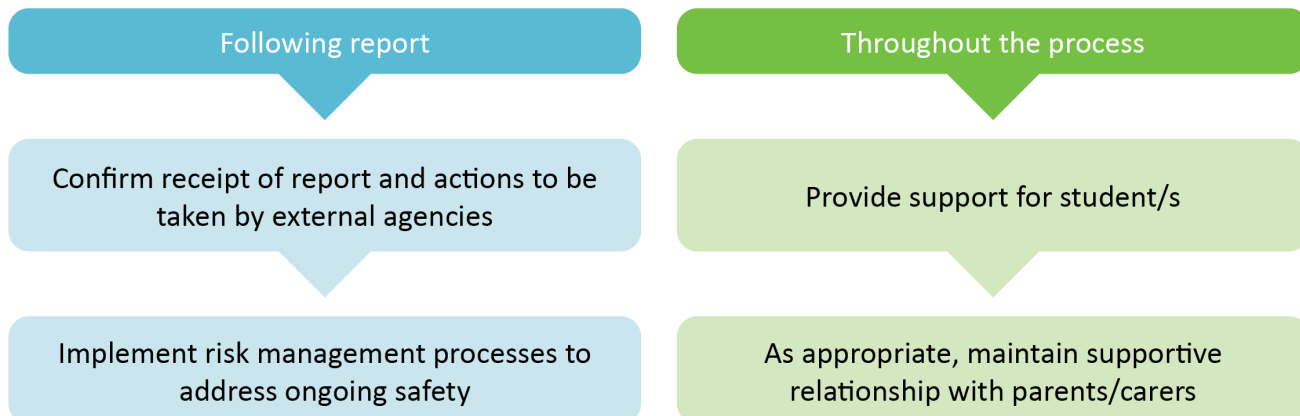 Following report
Confirm receipt of report and actions to be
taken by external agencies
Implement risk management processes to
address ongoing safety
Throughout the process
Provide support for student/s
As appropriate, maintain supportive
relationship with parents/carers